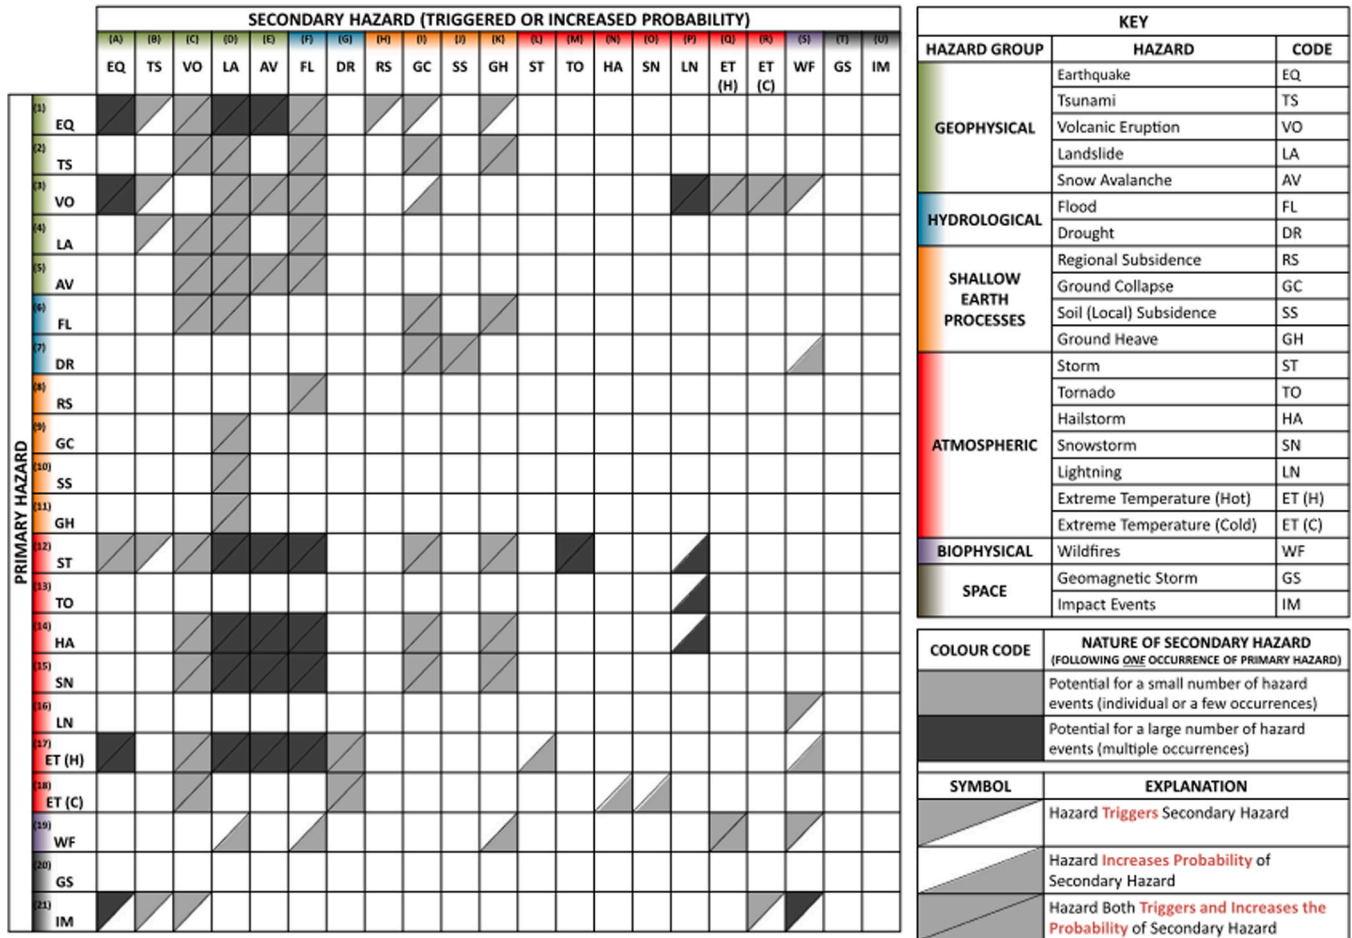 SECONDARY HAZARD (TRIGGERED OR INCREASED PROBABILITY)
(A) (B) (C) (D) (E) (F) (G) (H) (I) (J) (K) (L) (M) (N) (O) (P) (Q) (R) (S) (T) (U)
EQ TS VO LA AV FL DR RS GC SS GH ST TO HA SN LN ET (H) ET (C) WF GS IM
PRIMARY HAZARD
(1) EQ
(2) TS
(3) VO
(4) LA
(5) AV
(6) FL
(7) DR
(8) RS
(9) GC
(10) SS
(11) GH
(12) ST
(13) TO
(14) HA
(15) SN
(16) LN
(17) ET (H)
(18) ET (C)
(19) WF
(20) GS
(21) IM
KEY
HAZARD GROUP HAZARD CODE
GEOPHYSICAL
Earthquake EQ
Tsunami TS
Volcanic Eruption VO
Landslide LA
Snow Avalanche AV
HYDROLOGICAL
Flood FL
Drought DR
SHALLOW
EARTH
PROCESSES
Regional Subsidence RS
Ground Collapse GC
Soil (Local) Subsidence SS
Ground Heave GH
ATMOSPHERIC
Storm ST
Tornado TO
Hailstorm HA
Snowstorm SN
Lightning LN
Extreme Temperature (Hot) ET (H)
Extreme Temperature (Cold) ET (C)
BIOPHYSICAL Wildfires WF
SPACE
Geomagnetic Storm GS
Impact Events IM
COLOUR CODE
NATURE OF SECONDARY HAZARD
(FOLLOWING ONE OCCURRENCE OF PRIMARY HAZARD)
Potential for a small number of hazard
events (individual or a few occurrences)
Potential for a large number of hazard
events (multiple occurrences)
SYMBOL EXPLANATION
Hazard Triggers Secondary Hazard
Hazard Increases Probability of
Secondary Hazard
Hazard Both Triggers and Increases the
Probability of Secondary Hazard